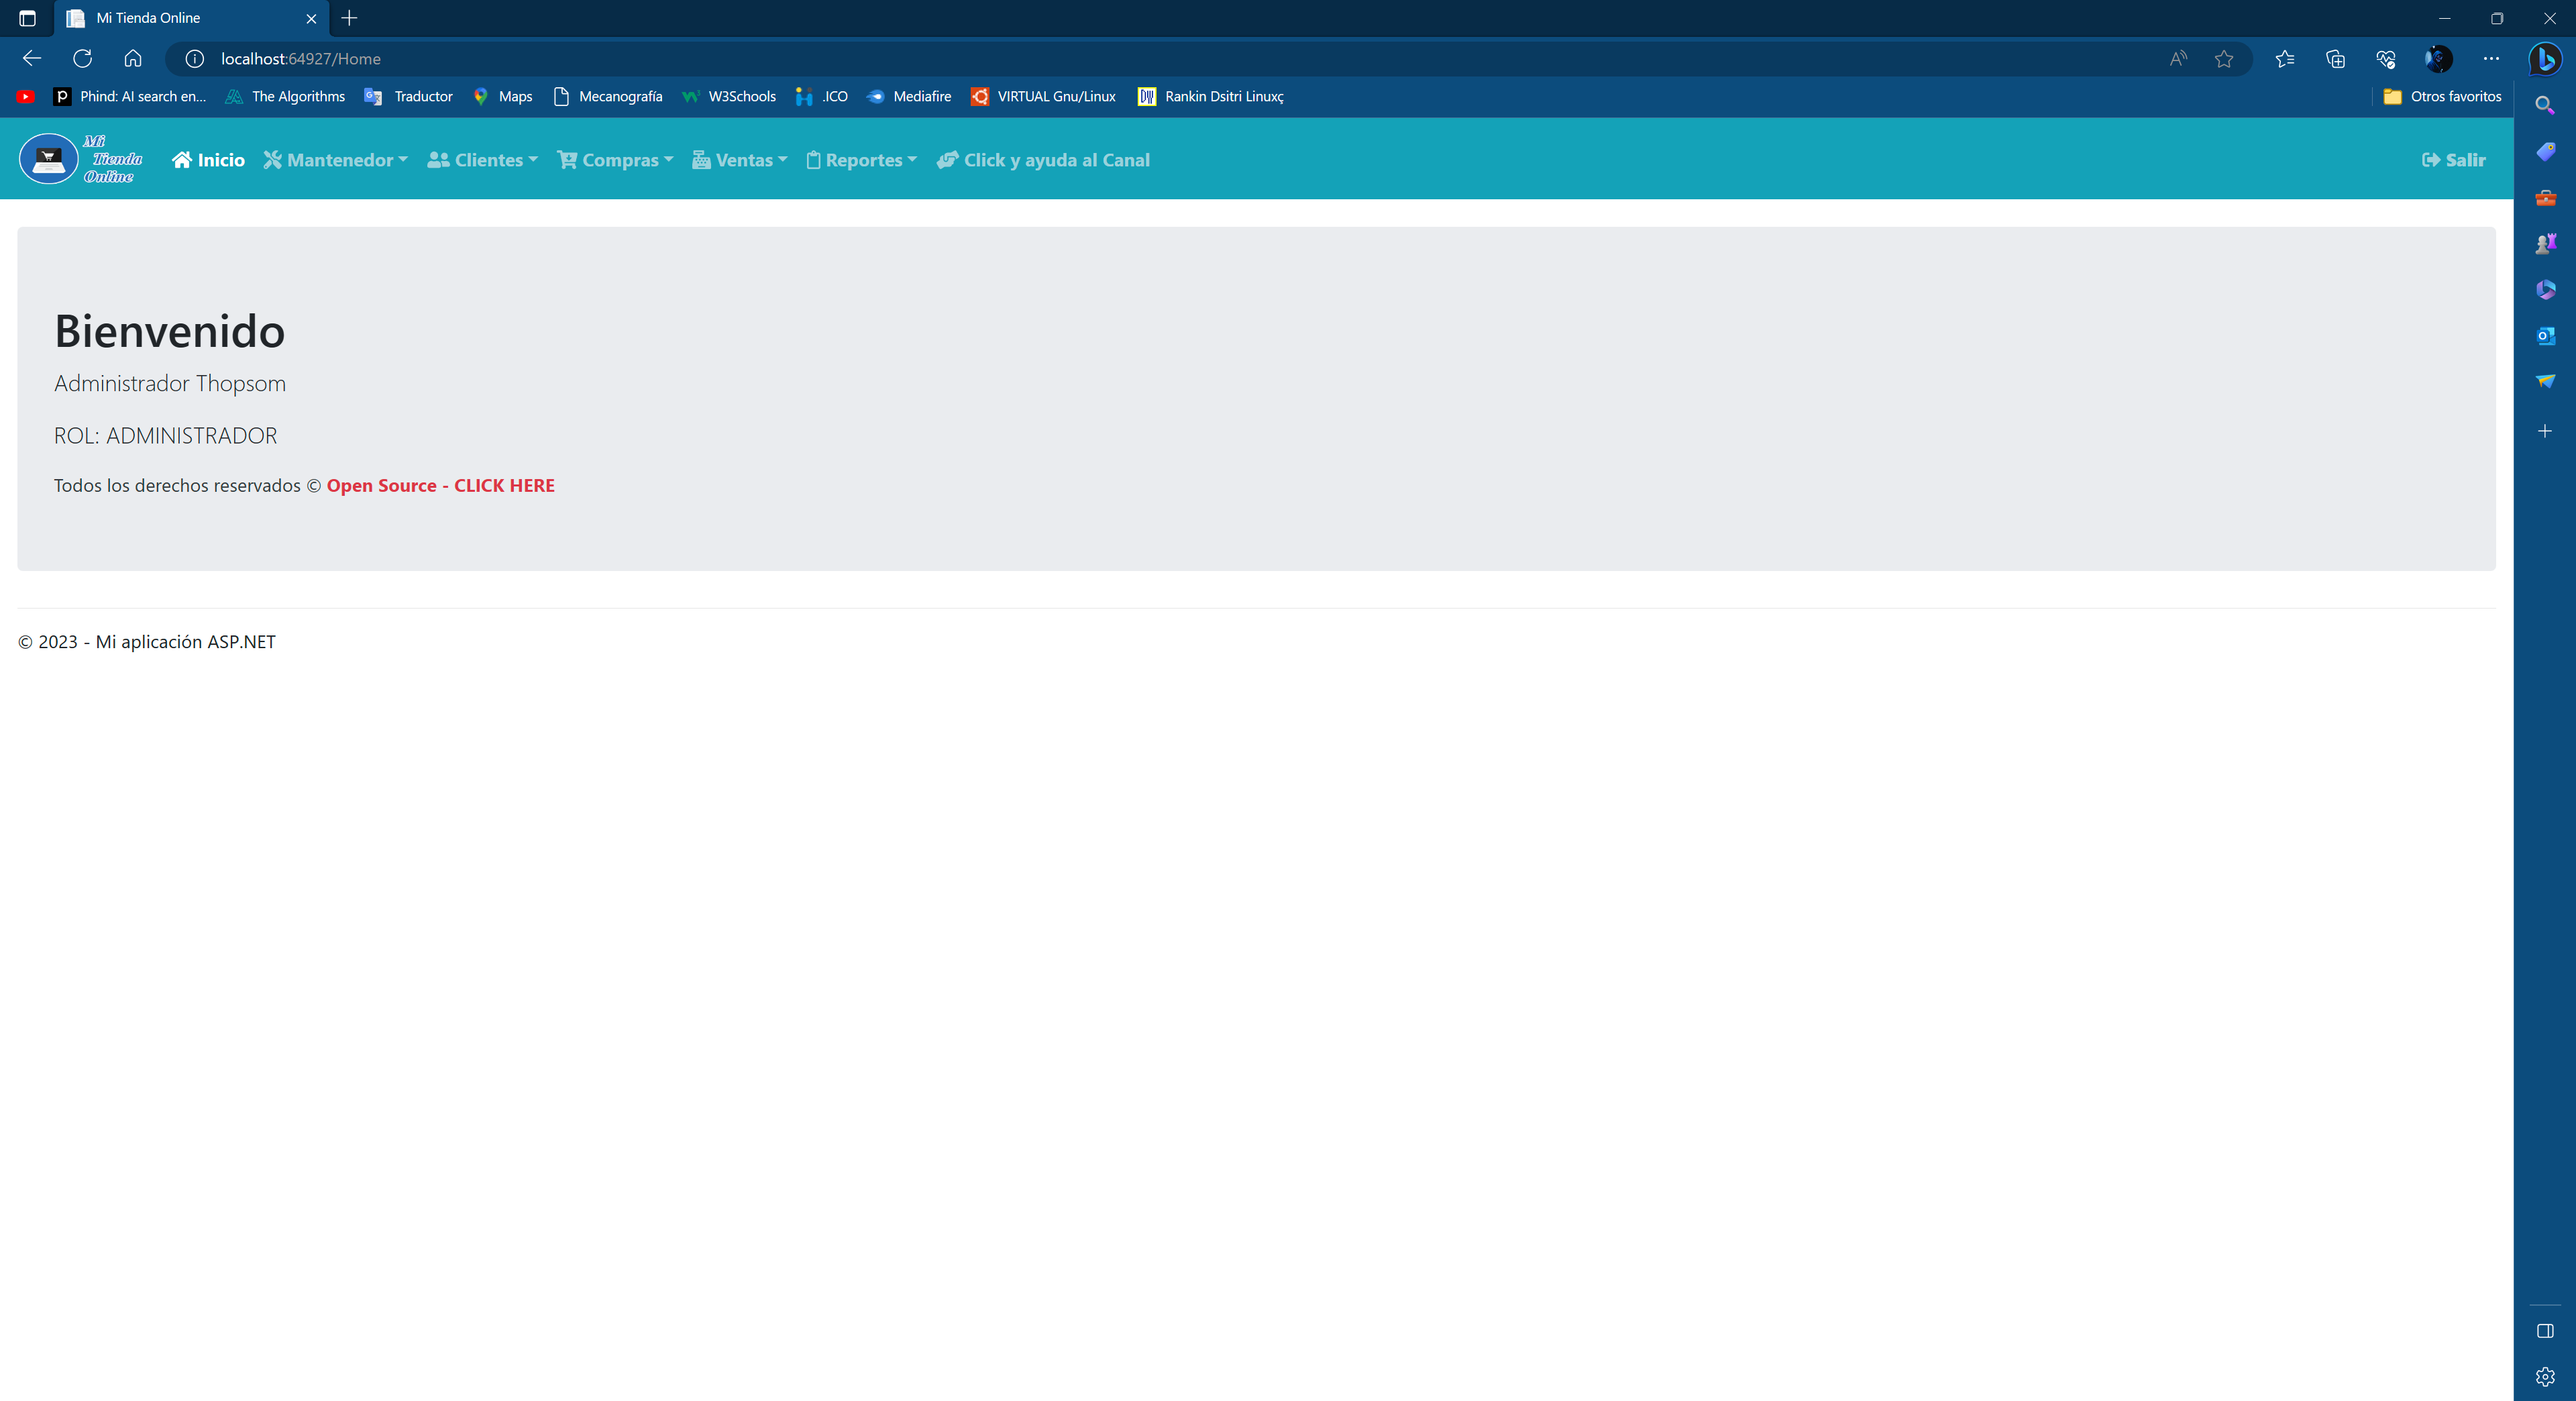 Mi Tienda Online
localhost:64927/Home
Phind: AI search en... The Algorithms Traductor Maps Mecanografía W3Schools .ICO Mediafire VIRTUAL Gnu/Linux Rankin Dsitri Linuxç Otros favoritos
Mi
Tienda
Online
Inicio Mantenedor Clientes Compras Ventas Reportes Click y ayuda al Canal Salir
Bienvenido
Administrador Thopsom
ROL: ADMINISTRADOR
Todos los derechos reservados © Open Source - CLICK HERE
© 2023 - Mi aplicación ASP.NET